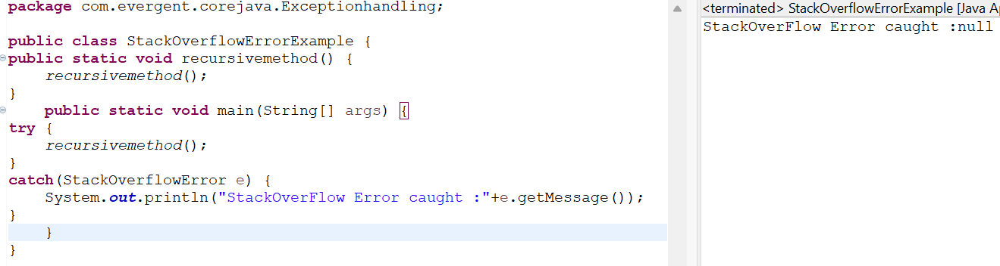 package com.evergent.corejava.Exceptionhandling;
public class StackOverflowErrorExample {
public static void recursivemethod() {
recursivemethod();
}
public static void main(String[] args) {
try {
recursivemethod();
}
catch(StackOverflowError e) {
System.out.println("StackOverFlow Error caught :"+e.getMessage());
}
}
}
<terminated> StackOverflowErrorExample [Java Ap
StackOverFlow Error caught :null